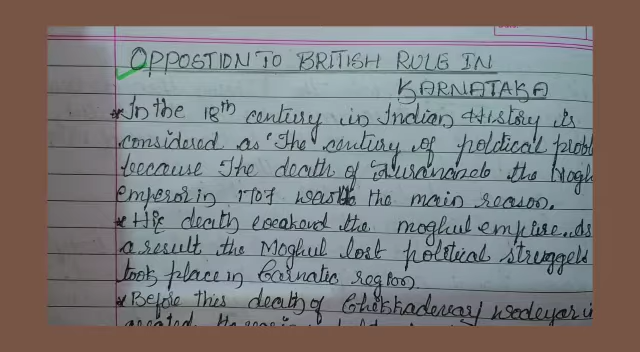 OPPOSTION TO BRITISH RULE IN
KARNATAKA
* In the 18th century in Indian History is
considered as "The century of political probl
because The death of Aurangzeb the Mogh
emperor in 1707 was the main reason.
* His death weakend the moghul empire. As
a result the Moghul lost political struggels
took place in Carnatic region.
* Before this death of Chikkadevaraj wodeyar i